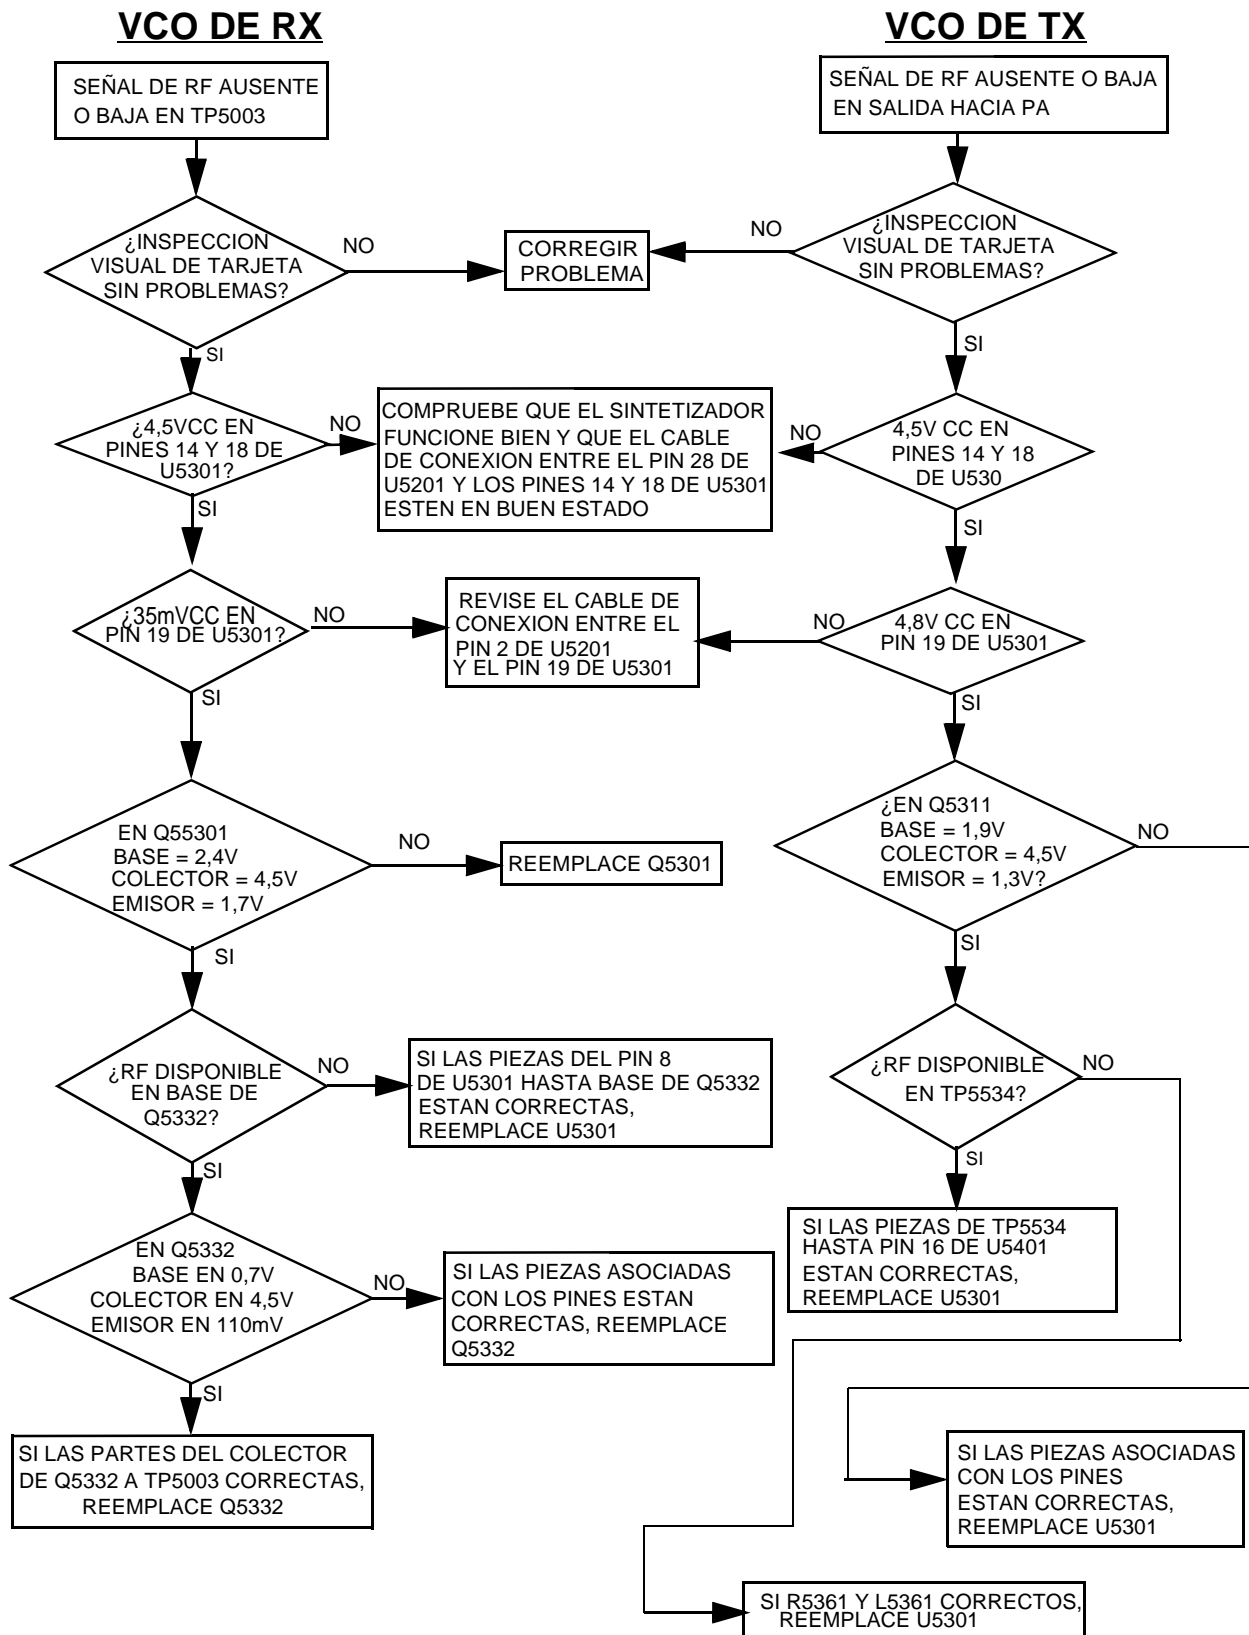 VCO DE RX
SEÑAL DE RF AUSENTE
O BAJA EN TP5003
¿INSPECCION
VISUAL DE TARJETA
SIN PROBLEMAS?
NO
CORREGIR
PROBLEMA
SI
¿4,5VCC EN
PINES 14 Y 18 DE
U5301?
NO
COMPRUEBE QUE EL SINTETIZADOR
FUNCIONE BIEN Y QUE EL CABLE
DE CONEXION ENTRE EL PIN 28 DE
U5201 Y LOS PINES 14 Y 18 DE U5301
ESTEN EN BUEN ESTADO
SI
¿35mVCC EN
PIN 19 DE U5301?
NO
REVISE EL CABLE DE
CONEXION ENTRE EL
PIN 2 DE U5201
Y EL PIN 19 DE U5301
SI
EN Q55301
BASE = 2,4V
COLECTOR = 4,5V
EMISOR = 1,7V
NO
REEMPLACE Q5301
SI
¿RF DISPONIBLE
EN BASE DE
Q5332?
NO
SI LAS PIEZAS DEL PIN 8
DE U5301 HASTA BASE DE Q5332
ESTAN CORRECTAS,
REEMPLACE U5301
SI
EN Q5332
BASE EN 0,7V
COLECTOR EN 4,5V
EMISOR EN 110mV
NO
SI LAS PIEZAS ASOCIADAS
CON LOS PINES ESTAN
CORRECTAS, REEMPLACE
Q5332
SI
SI LAS PARTES DEL COLECTOR
DE Q5332 A TP5003 CORRECTAS,
REEMPLACE Q5332
VCO DE TX
SEÑAL DE RF AUSENTE O BAJA
EN SALIDA HACIA PA
¿INSPECCION
VISUAL DE TARJETA
SIN PROBLEMAS?
NO
SI
4,5V CC EN
PINES 14 Y 18
DE U530
NO
SI
4,8V CC EN
PIN 19 DE U5301
NO
SI
¿EN Q5311
BASE = 1,9V
COLECTOR = 4,5V
EMISOR = 1,3V?
NO
SI
¿RF DISPONIBLE
EN TP5534?
NO
SI
SI LAS PIEZAS DE TP5534
HASTA PIN 16 DE U5401
ESTAN CORRECTAS,
REEMPLACE U5301
SI LAS PIEZAS ASOCIADAS
CON LOS PINES
ESTAN CORRECTAS,
REEMPLACE U5301
SI R5361 Y L5361 CORRECTOS,
REEMPLACE U5301